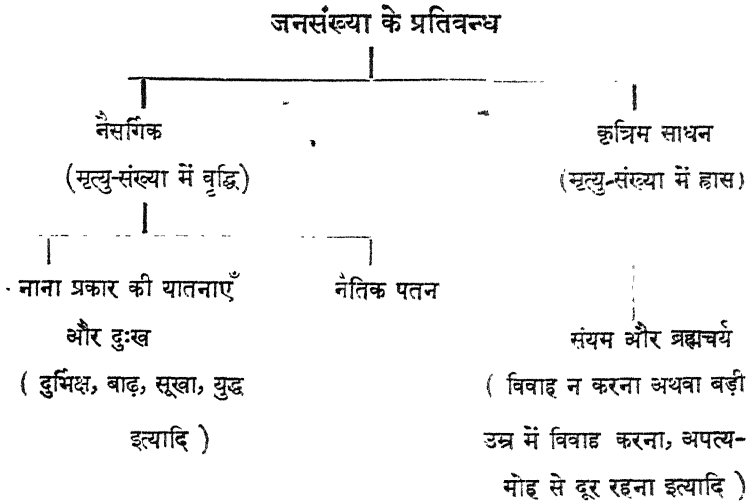 जनसंख्या के प्रतिवन्ध
नैसर्गिक
(मृत्यु-संख्या में वृद्धि)
कृत्रिम साधन
(मृत्यु-संख्या में ह्रास)
नाना प्रकार की यातनाएँ
और दुःख
( दुर्भिक्ष, बाढ़, सूखा, युद्ध
इत्यादि )
नैतिक पतन
संयम और ब्रह्मचर्य
( विवाह न करना अथवा बड़ी
उम्र में विवाह करना, अपत्य-
मोह से दूर रहना इत्यादि )